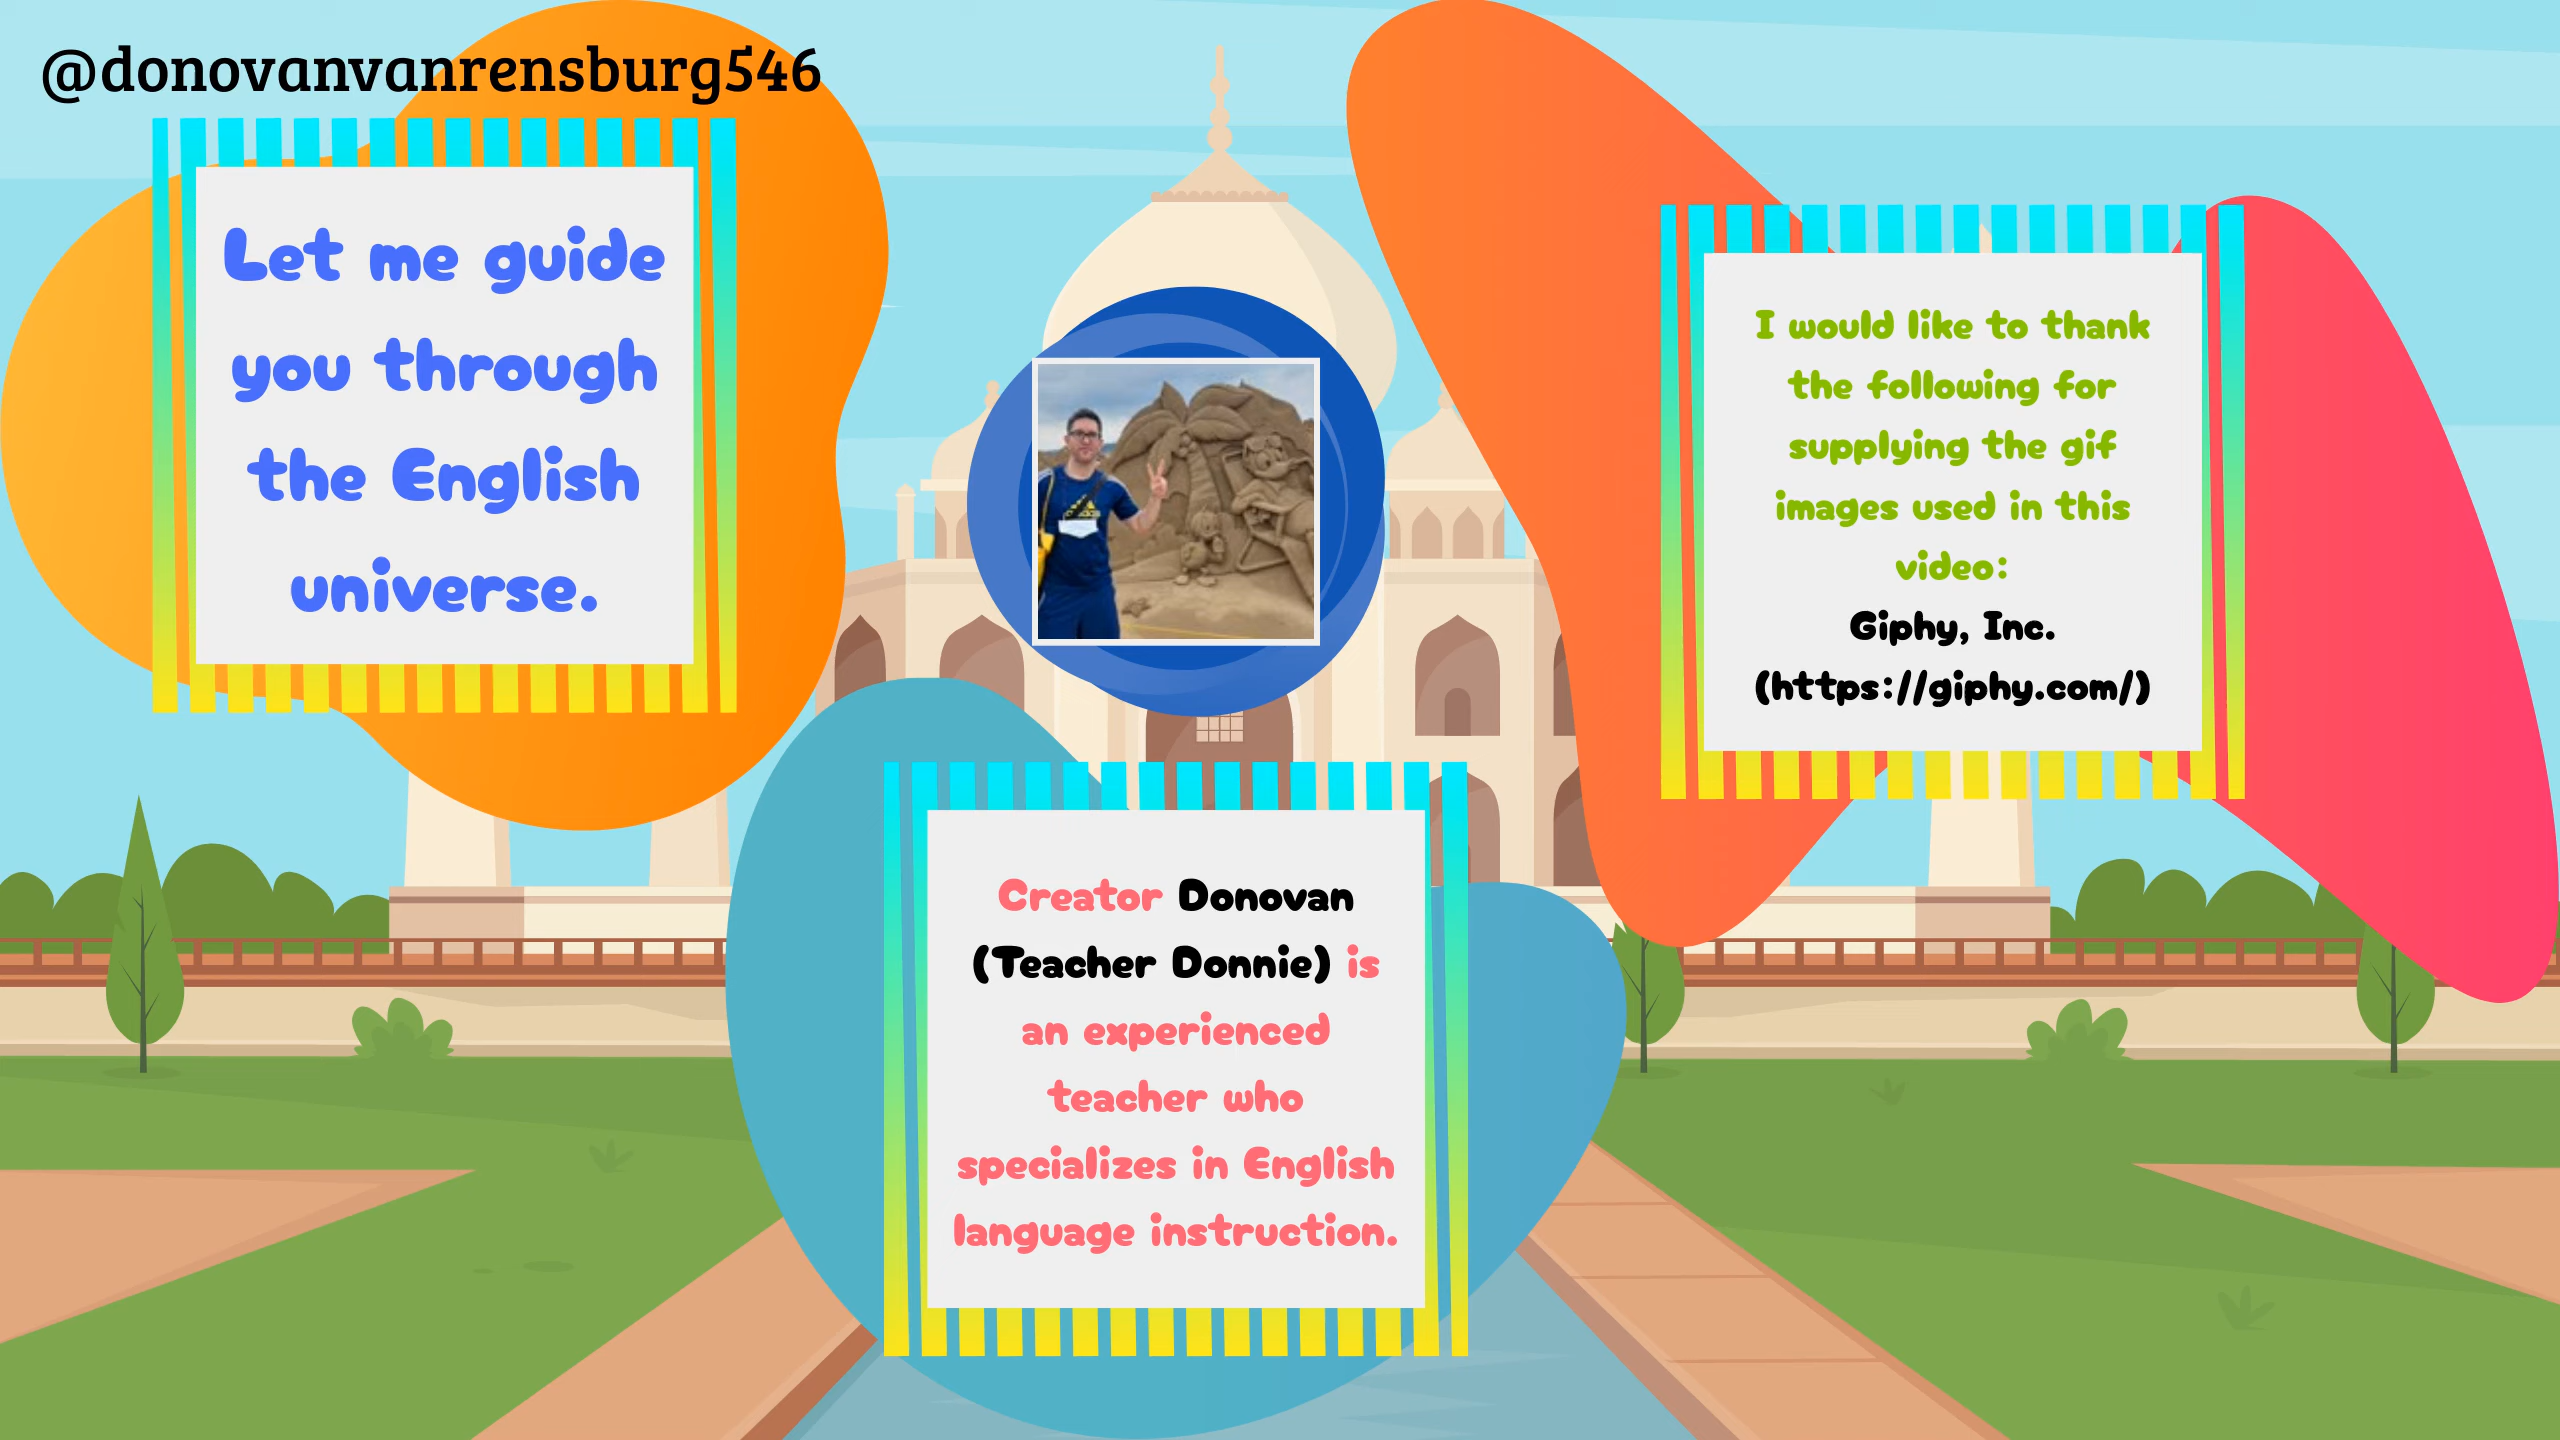 @donovanvanrensburg546
Let me guide
you through
the English
universe.
I would like to thank
the following for
supplying the gif
images used in this
video:
Giphy, Inc.
(https://giphy.com/)
Creator Donovan
(Teacher Donnie) is
an experienced
teacher who
specializes in English
language instruction.